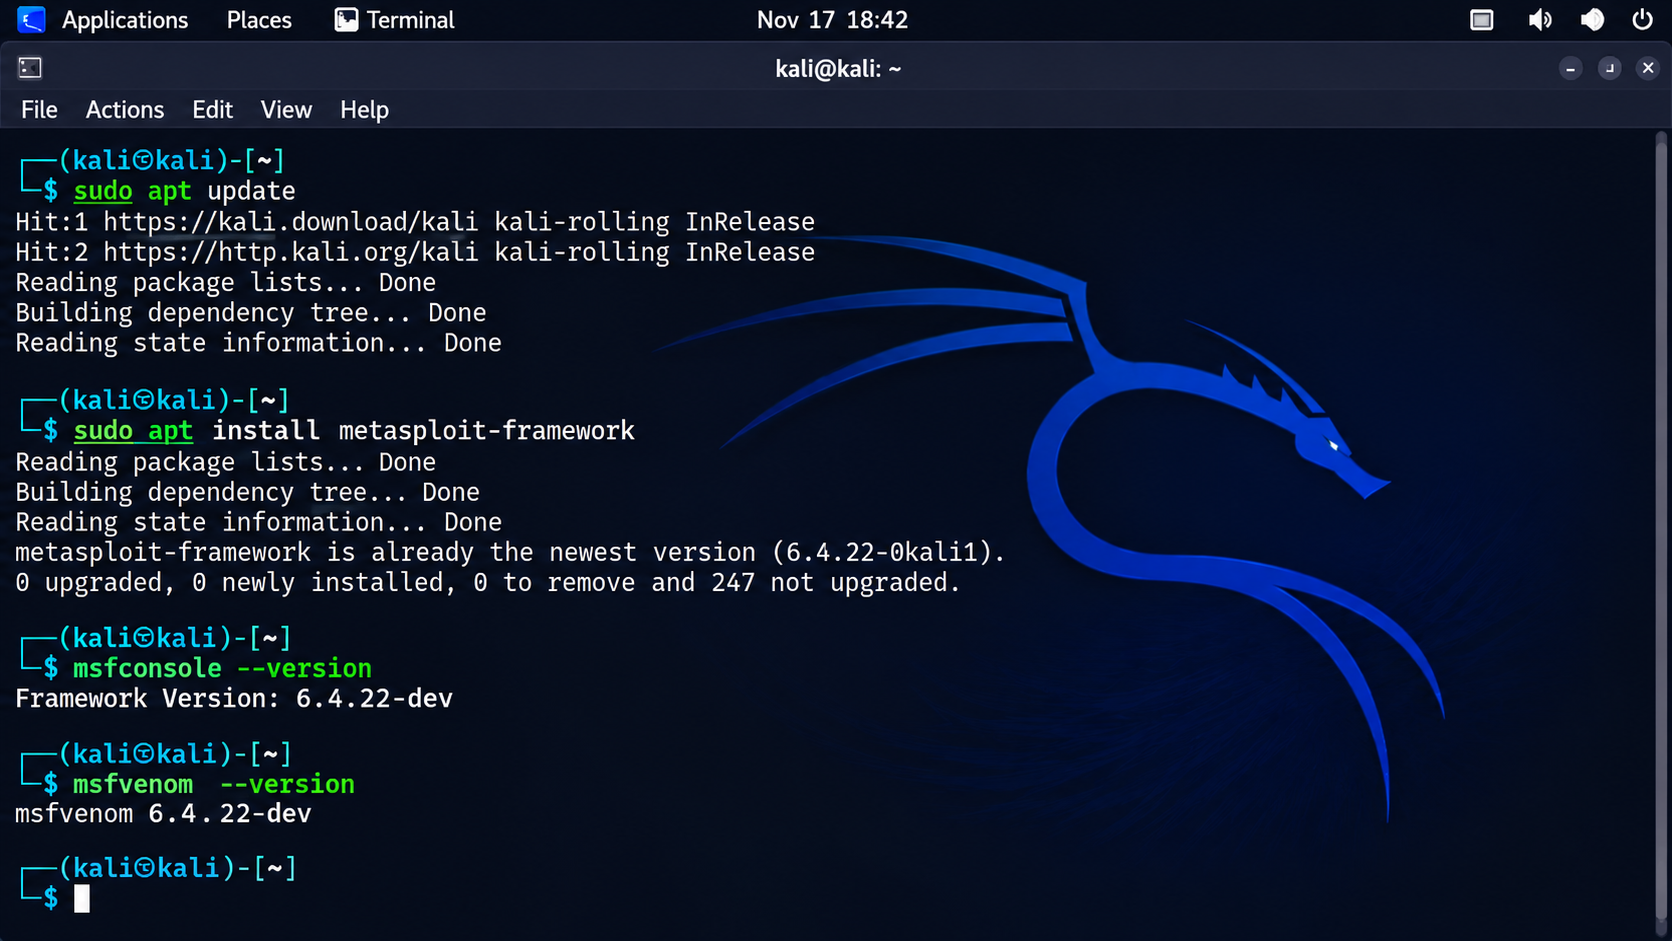 Applications Places Terminal Nov 17 18:42
kali@kali: ~
File Actions Edit View Help
┌──(kali㉿kali)-[~]
└─$ sudo apt update
Hit:1 https://kali.download/kali kali-rolling InRelease
Hit:2 https://http.kali.org/kali kali-rolling InRelease
Reading package lists... Done
Building dependency tree... Done
Reading state information... Done
┌──(kali㉿kali)-[~]
└─$ sudo apt install metasploit-framework
Reading package lists... Done
Building dependency tree... Done
Reading state information... Done
metasploit-framework is already the newest version (6.4.22-0kali1).
0 upgraded, 0 newly installed, 0 to remove and 247 not upgraded.
┌──(kali㉿kali)-[~]
└─$ msfconsole --version
Framework Version: 6.4.22-dev
┌──(kali㉿kali)-[~]
└─$ msfvenom  --version
msfvenom 6.4.22-dev
┌──(kali㉿kali)-[~]
└─$